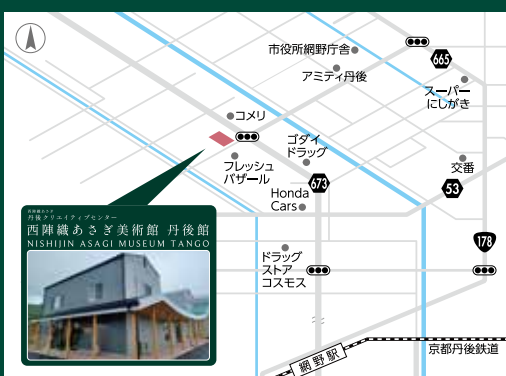 市役所網野庁舎
665
アミティ丹後
スーパー
にしがき
コメリ
ゴダイ
ドラッグ
フレッシュ
バザール
交番
673
53
Honda
Cars
西陣織あさぎ
丹後クリエイティブセンター
西陣織あさぎ美術館 丹後館
NISHIJIN ASAGI MUSEUM TANGO
178
ドラッグ
ストア
コスモス
京都丹後鉄道
網野駅